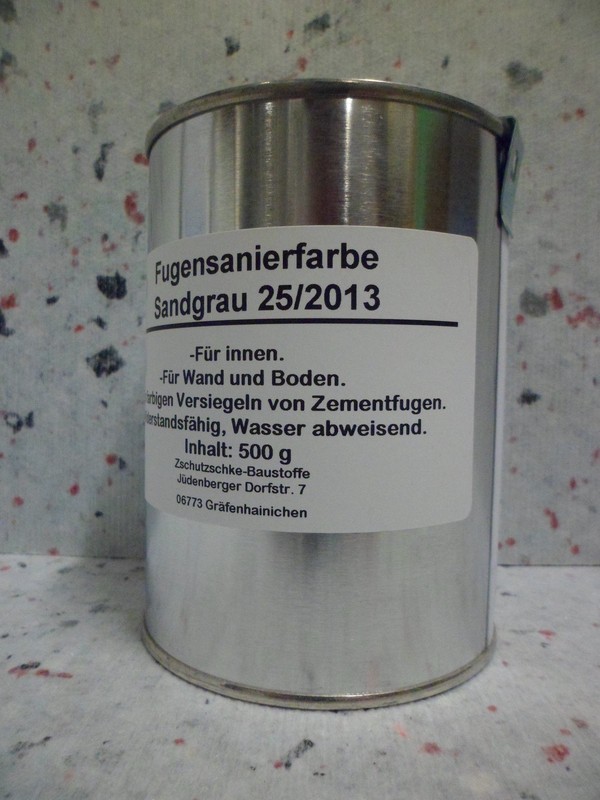 Fugensanierfarbe
Sandgrau 25/2013
-Für innen.
-Für Wand und Boden.
Versiegeln von Zementfugen.
Wasser abweisend.
Inhalt: 500 g
Zschutzschke-Baustoffe
Jüdenberger Dorfstr. 7
06773 Gräfenhainichen